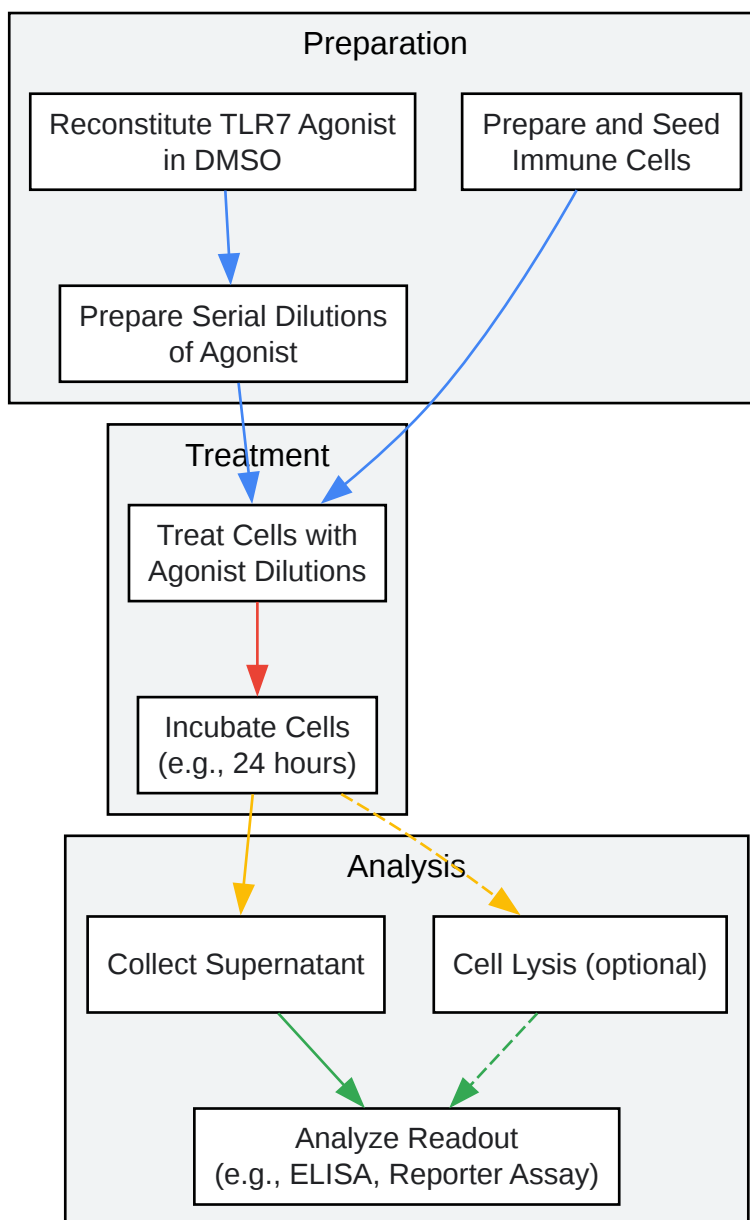 Preparation
Reconstitute TLR7 Agonist
in DMSO
Prepare and Seed
Immune Cells
Prepare Serial Dilutions
of Agonist
Treatment
Treat Cells with
Agonist Dilutions
Incubate Cells
(e.g., 24 hours)
Analysis
Collect Supernatant
Cell Lysis (optional)
Analyze Readout
(e.g., ELISA, Reporter Assay)